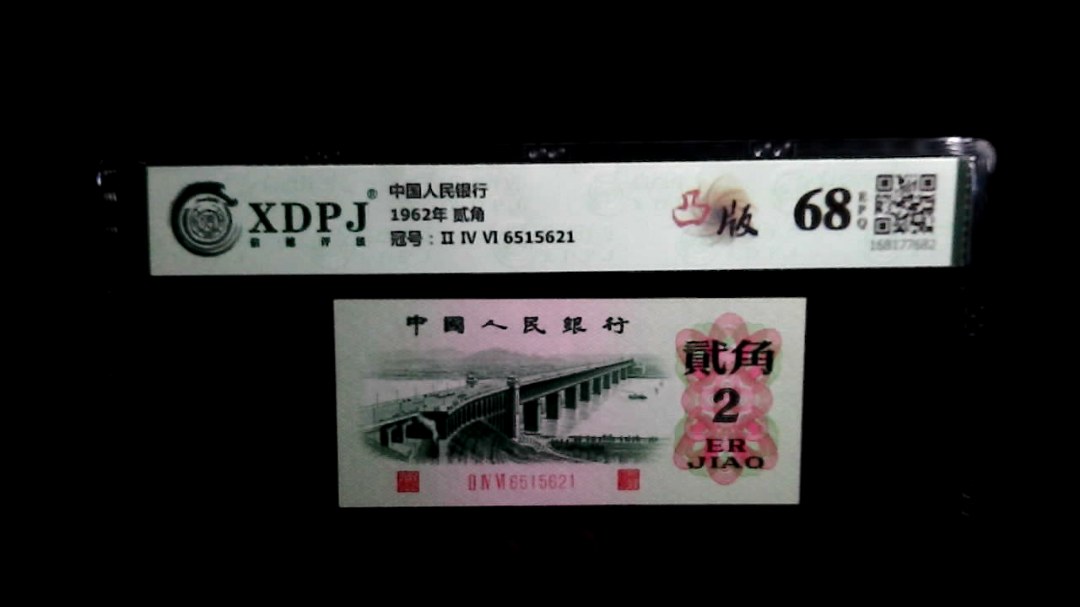 XDPJ®
中国人民银行
1962年 贰角
冠号：II IV VI 6515621
凸版
68
EPQ
168177682
中國人民銀行
貳角
2
ER
JIAO
II IV VI 6515621